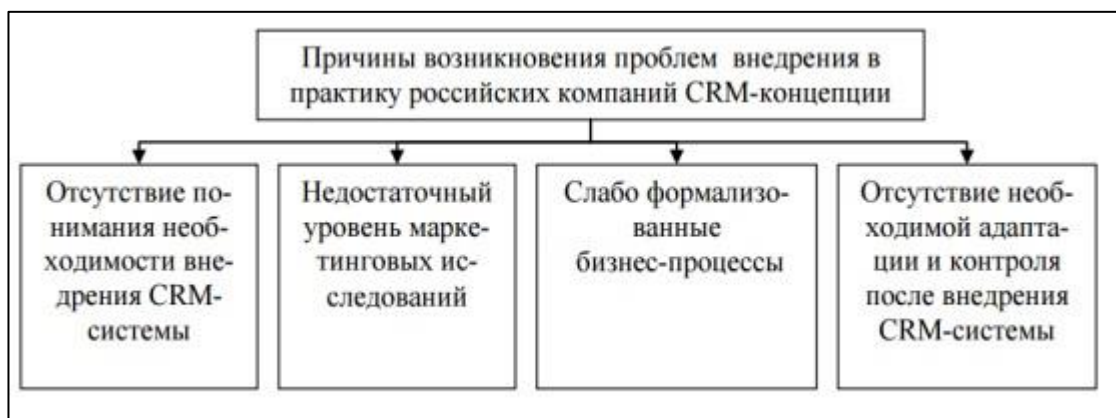 Причины возникновения проблем внедрения в
практику российских компаний CRM-концепции
Отсутствие по-
нимания необ-
ходимости вне-
дрения CRM-
системы
Недостаточный
уровень марке-
тинговых ис-
следований
Слабо формализо-
ванные
бизнес-процессы
Отсутствие необ-
ходимой адапта-
ции и контроля
после внедрения
CRM-системы